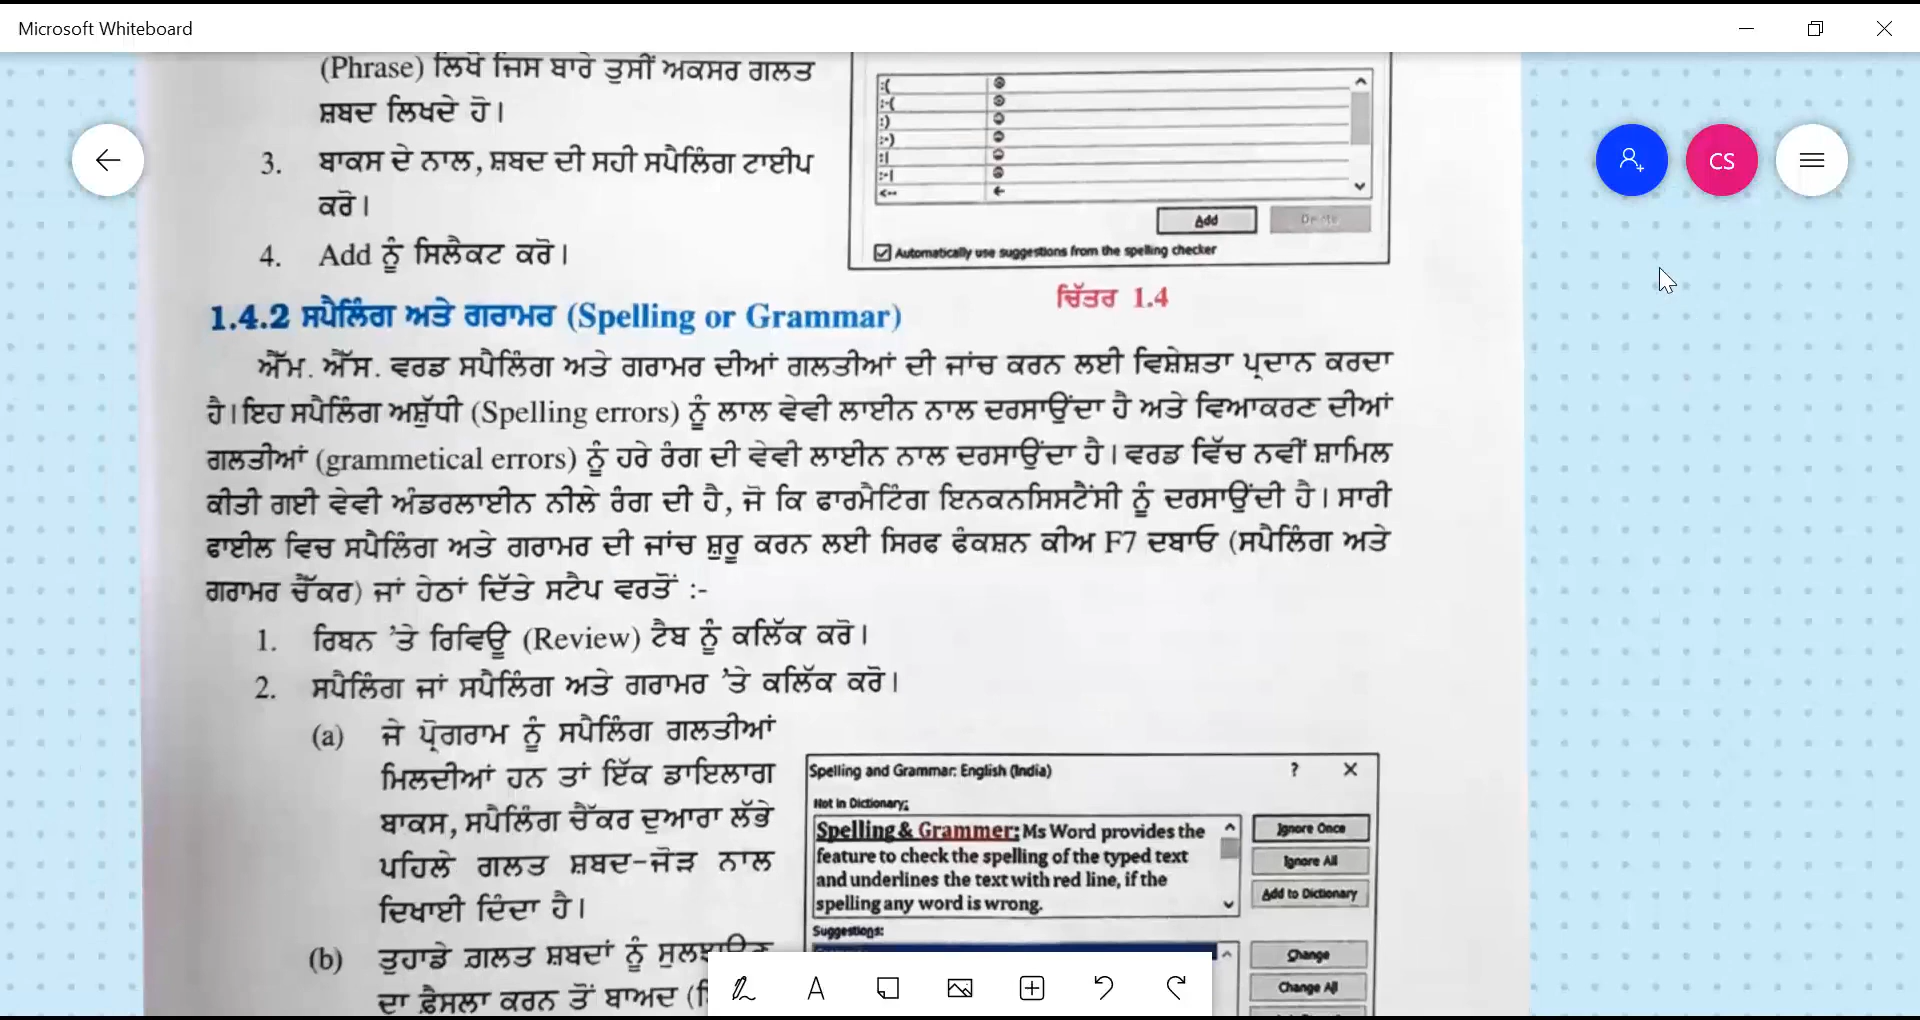 Microsoft Whiteboard
(Phrase) ਲਿਖੋ ਜਿਸ ਬਾਰੇ ਤੁਸੀਂ ਅਕਸਰ ਗਲਤ
ਸ਼ਬਦ ਲਿਖਦੇ ਹੋ।
3. ਬਾਕਸ ਦੇ ਨਾਲ, ਸ਼ਬਦ ਦੀ ਸਹੀ ਸਪੈਲਿੰਗ ਟਾਈਪ
ਕਰੋ।
4. Add ਨੂੰ ਸਿਲੈਕਟ ਕਰੋ।
:(
:-(
:)
:-)
:|
:-|
<--
Add
Delete
Automatically use suggestions from the spelling checker
ਚਿੱਤਰ 1.4
CS
1.4.2 ਸਪੈਲਿੰਗ ਅਤੇ ਗਰਾਮਰ (Spelling or Grammar)
ਐੱਮ. ਐੱਸ. ਵਰਡ ਸਪੈਲਿੰਗ ਅਤੇ ਗਰਾਮਰ ਦੀਆਂ ਗਲਤੀਆਂ ਦੀ ਜਾਂਚ ਕਰਨ ਲਈ ਵਿਸ਼ੇਸ਼ਤਾ ਪ੍ਰਦਾਨ ਕਰਦਾ
ਹੈ। ਇਹ ਸਪੈਲਿੰਗ ਅਸ਼ੁੱਧੀ (Spelling errors) ਨੂੰ ਲਾਲ ਵੇਵੀ ਲਾਈਨ ਨਾਲ ਦਰਸਾਉਂਦਾ ਹੈ ਅਤੇ ਵਿਆਕਰਣ ਦੀਆਂ
ਗਲਤੀਆਂ (grammetical errors) ਨੂੰ ਹਰੇ ਰੰਗ ਦੀ ਵੇਵੀ ਲਾਈਨ ਨਾਲ ਦਰਸਾਉਂਦਾ ਹੈ। ਵਰਡ ਵਿੱਚ ਨਵੀਂ ਸ਼ਾਮਿਲ
ਕੀਤੀ ਗਈ ਵੇਵੀ ਅੰਡਰਲਾਈਨ ਨੀਲੇ ਰੰਗ ਦੀ ਹੈ, ਜੋ ਕਿ ਫਾਰਮੈਟਿੰਗ ਇਨਕਨਸਿਸਟੈਂਸੀ ਨੂੰ ਦਰਸਾਉਂਦੀ ਹੈ। ਸਾਰੀ
ਫਾਈਲ ਵਿਚ ਸਪੈਲਿੰਗ ਅਤੇ ਗਰਾਮਰ ਦੀ ਜਾਂਚ ਸ਼ੁਰੂ ਕਰਨ ਲਈ ਸਿਰਫ ਫੰਕਸ਼ਨ ਕੀਅ F7 ਦਬਾਓ (ਸਪੈਲਿੰਗ ਅਤੇ
ਗਰਾਮਰ ਚੈੱਕਰ) ਜਾਂ ਹੇਠਾਂ ਦਿੱਤੇ ਸਟੈਪ ਵਰਤੋਂ :-
1. ਰਿਬਨ 'ਤੇ ਰਿਵਿਊ (Review) ਟੈਬ ਨੂੰ ਕਲਿੱਕ ਕਰੋ।
2. ਸਪੈਲਿੰਗ ਜਾਂ ਸਪੈਲਿੰਗ ਅਤੇ ਗਰਾਮਰ 'ਤੇ ਕਲਿੱਕ ਕਰੋ।
(a) ਜੇ ਪ੍ਰੋਗਰਾਮ ਨੂੰ ਸਪੈਲਿੰਗ ਗਲਤੀਆਂ
ਮਿਲਦੀਆਂ ਹਨ ਤਾਂ ਇੱਕ ਡਾਇਲਾਗ
ਬਾਕਸ, ਸਪੈਲਿੰਗ ਚੈੱਕਰ ਦੁਆਰਾ ਲੱਭੇ
ਪਹਿਲੇ ਗਲਤ ਸ਼ਬਦ-ਜੋੜ ਨਾਲ
ਦਿਖਾਈ ਦਿੰਦਾ ਹੈ।
(b) ਤੁਹਾਡੇ ਗ਼ਲਤ ਸ਼ਬਦਾਂ ਨੂੰ ਸੁਲਝਾਉਣ
ਦਾ ਫ਼ੈਸਲਾ ਕਰਨ ਤੋਂ ਬਾਅਦ
Spelling and Grammar: English (India) ? X
Not in Dictionary:
Spelling & Grammer: Ms Word provides the
feature to check the spelling of the typed text
and underlines the text with red line, if the
spelling any word is wrong.
Ignore Once
Ignore All
Add to Dictionary
Suggestions:
Change
Change All